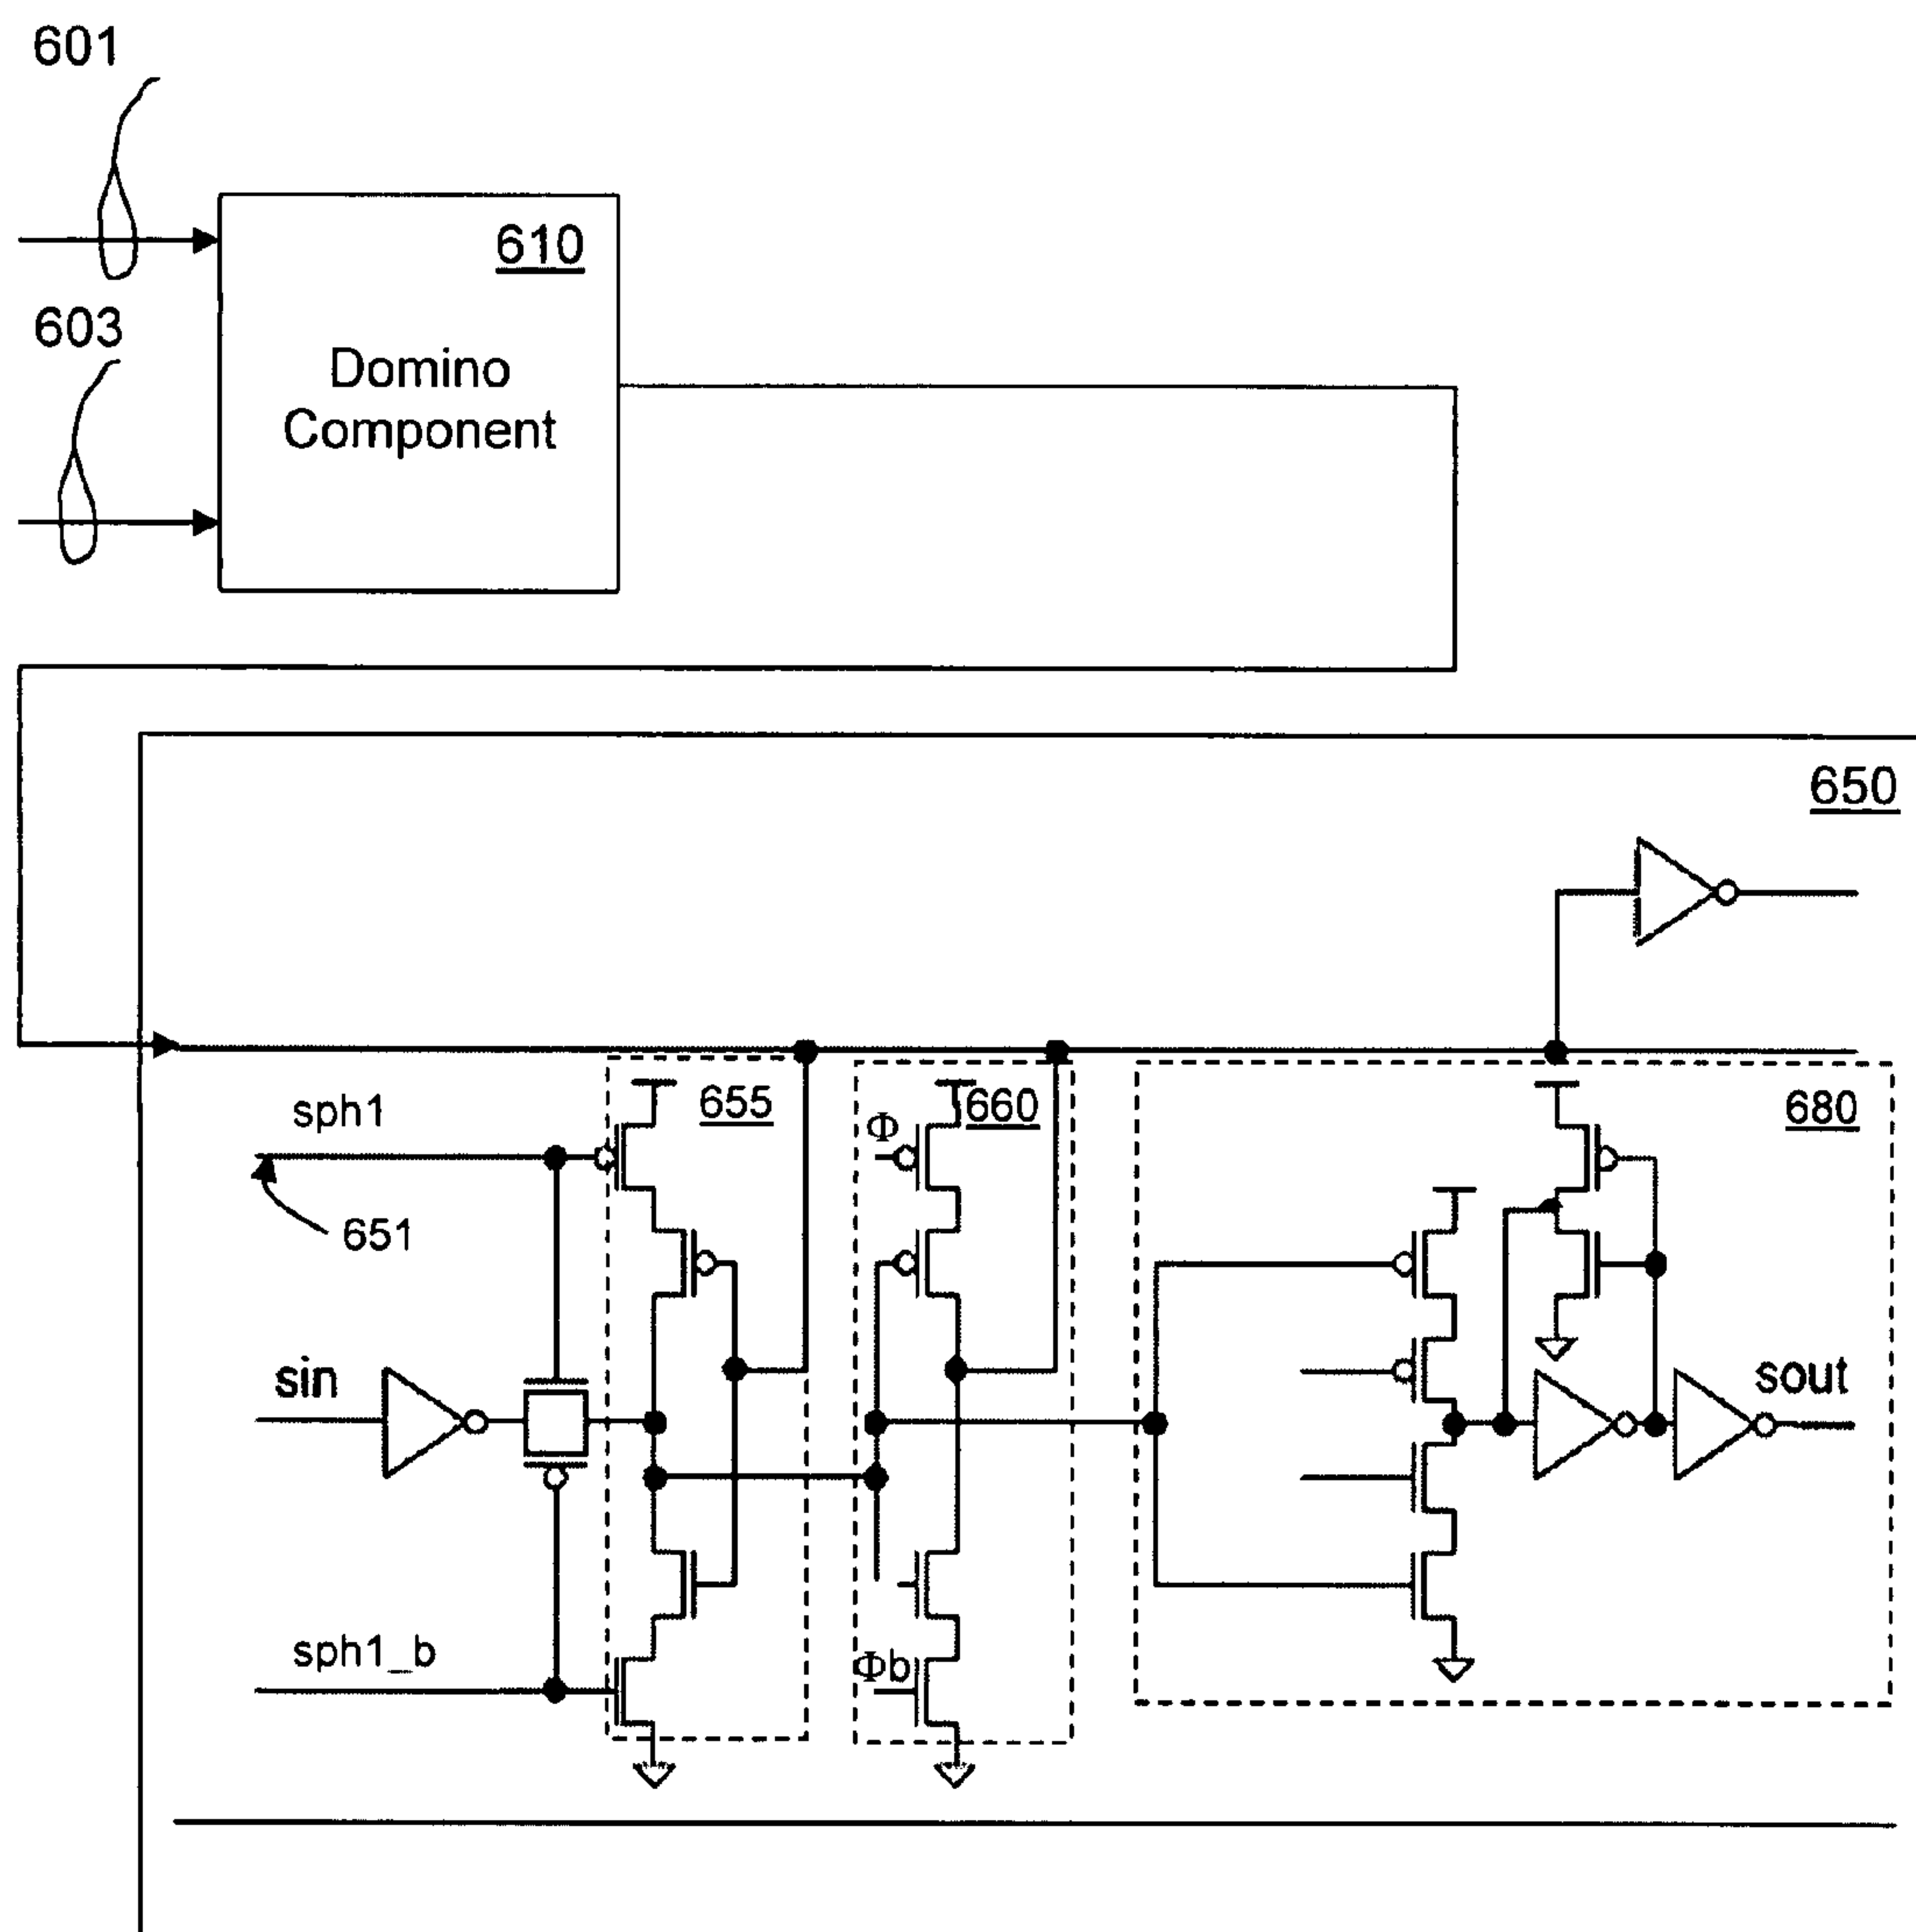 601
610
603
Domino
Component
650
sph1
655
Φ
660
680
651
sin
sout
sph1_b
Φb